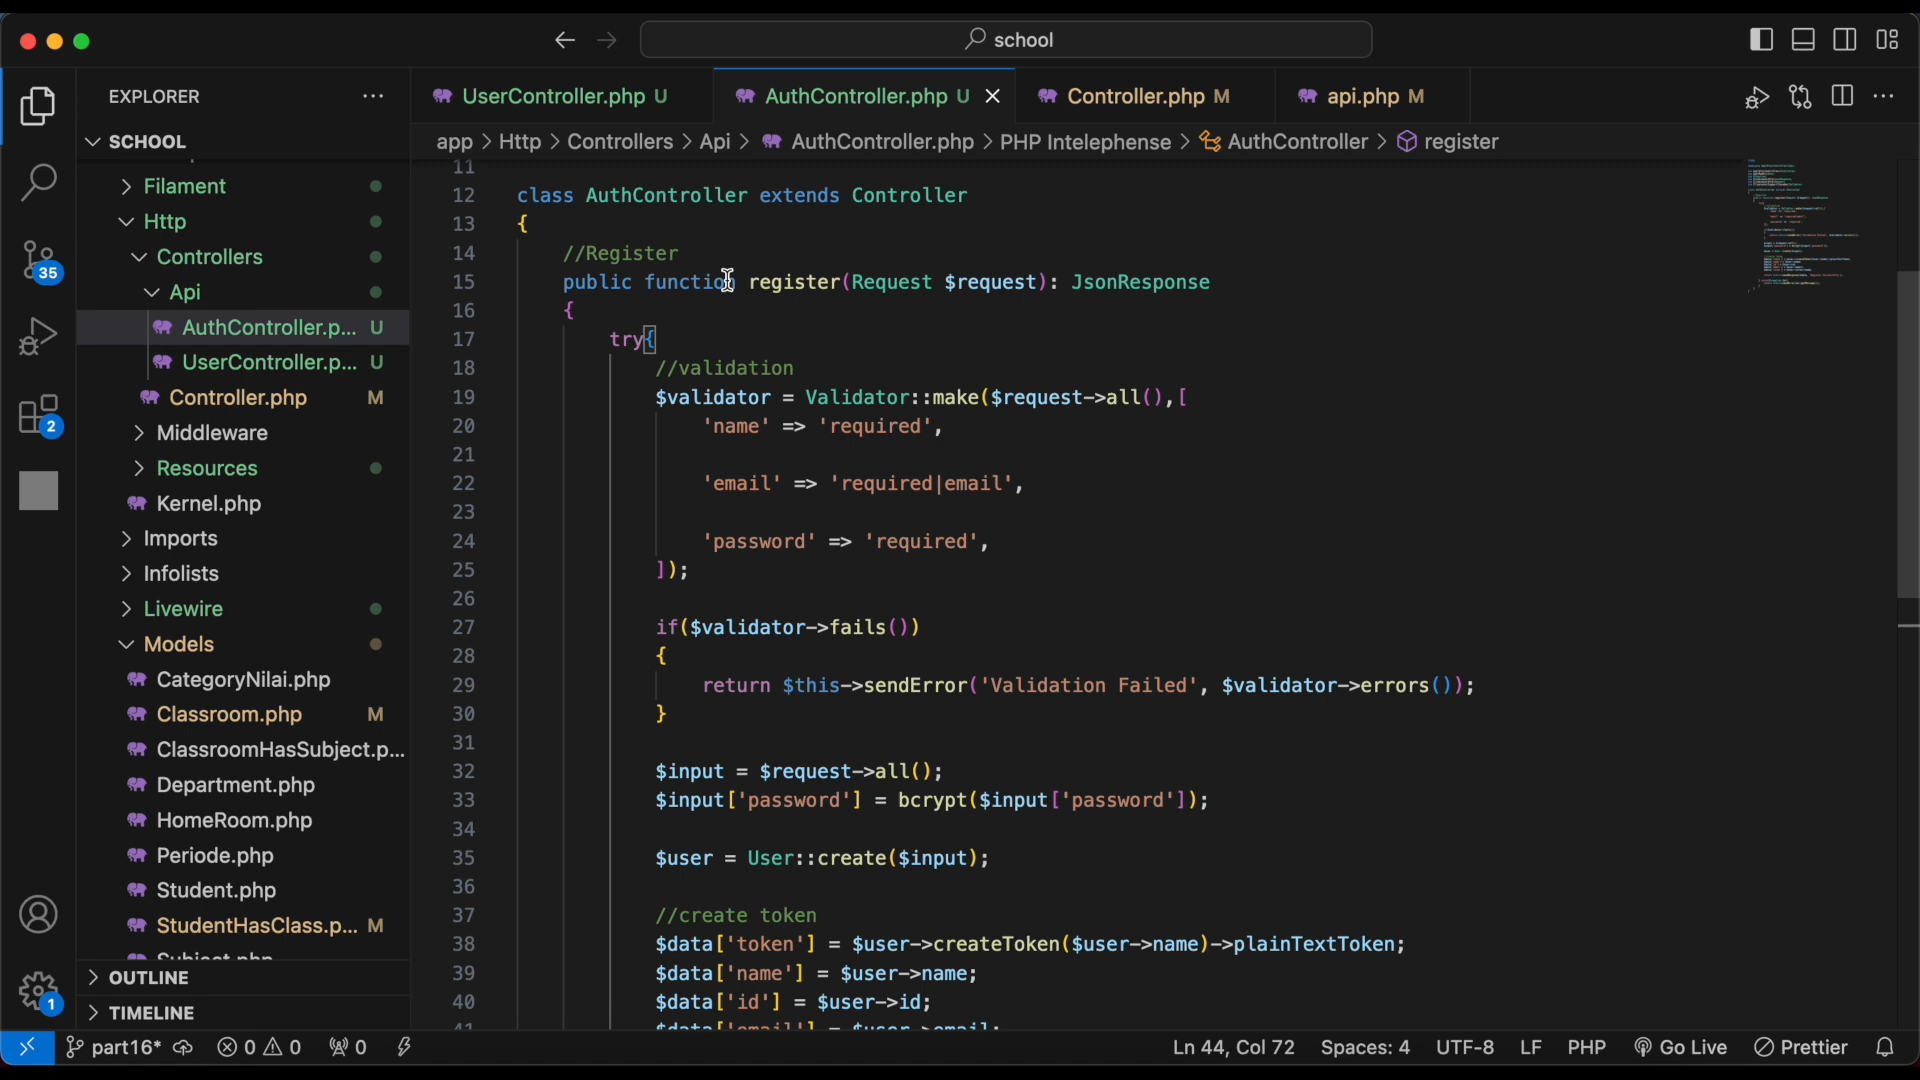 school
EXPLORER
UserController.php U
AuthController.php U
Controller.php M
api.php M
SCHOOL
app > Http > Controllers > Api > AuthController.php > PHP Intelephense > AuthController > register
Filament
Http
Controllers
Api
AuthController.p... U
UserController.p... U
Controller.php M
Middleware
Resources
Kernel.php
Imports
Infolists
Livewire
Models
CategoryNilai.php
Classroom.php M
ClassroomHasSubject.p...
Department.php
HomeRoom.php
Periode.php
Student.php
StudentHasClass.p... M
Subject.php
OUTLINE
TIMELINE
35
2
1
11
12 class AuthController extends Controller
13 {
14 //Register
15 public function register(Request $request): JsonResponse
16 {
17 try{
18 //validation
19 $validator = Validator::make($request->all(),[
20 'name' => 'required',
21
22 'email' => 'required|email',
23
24 'password' => 'required',
25 ]);
26
27 if($validator->fails())
28 {
29 return $this->sendError('Validation Failed', $validator->errors());
30 }
31
32 $input = $request->all();
33 $input['password'] = bcrypt($input['password']);
34
35 $user = User::create($input);
36
37 //create token
38 $data['token'] = $user->createToken($user->name)->plainTextToken;
39 $data['name'] = $user->name;
40 $data['id'] = $user->id;
41 $data['email'] = $user->email;
part16* 0 0 0
Ln 44, Col 72 Spaces: 4 UTF-8 LF PHP Go Live Prettier